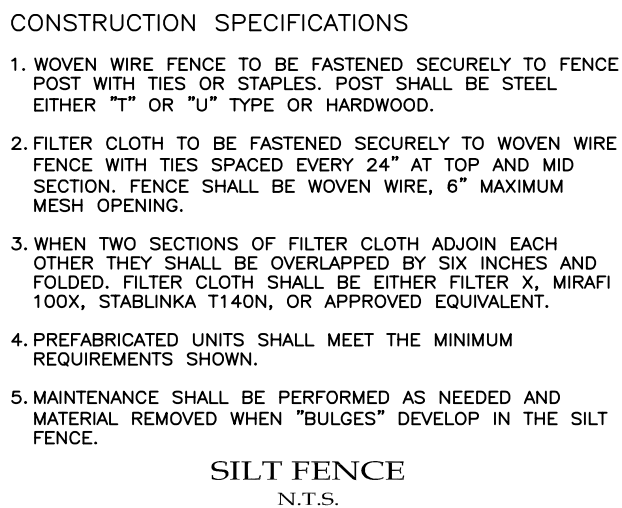 CONSTRUCTION SPECIFICATIONS
1. WOVEN WIRE FENCE TO BE FASTENED SECURELY TO FENCE
POST WITH TIES OR STAPLES. POST SHALL BE STEEL
EITHER "T" OR "U" TYPE OR HARDWOOD.
2. FILTER CLOTH TO BE FASTENED SECURELY TO WOVEN WIRE
FENCE WITH TIES SPACED EVERY 24" AT TOP AND MID
SECTION. FENCE SHALL BE WOVEN WIRE, 6" MAXIMUM
MESH OPENING.
3. WHEN TWO SECTIONS OF FILTER CLOTH ADJOIN EACH
OTHER THEY SHALL BE OVERLAPPED BY SIX INCHES AND
FOLDED. FILTER CLOTH SHALL BE EITHER FILTER X, MIRAFI
100X, STABLINKA T140N, OR APPROVED EQUIVALENT.
4. PREFABRICATED UNITS SHALL MEET THE MINIMUM
REQUIREMENTS SHOWN.
5. MAINTENANCE SHALL BE PERFORMED AS NEEDED AND
MATERIAL REMOVED WHEN "BULGES" DEVELOP IN THE SILT
FENCE.
SILT FENCE
N.T.S.